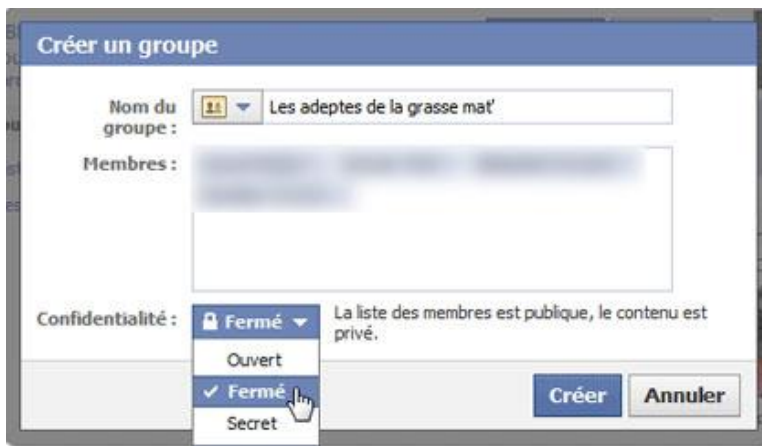 Créer un groupe
Nom du
groupe :
Les adeptes de la grasse mat'
Membres :
Confidentialité :
Fermé
La liste des membres est publique, le contenu est
privé.
Ouvert
Fermé
Secret
Créer
Annuler